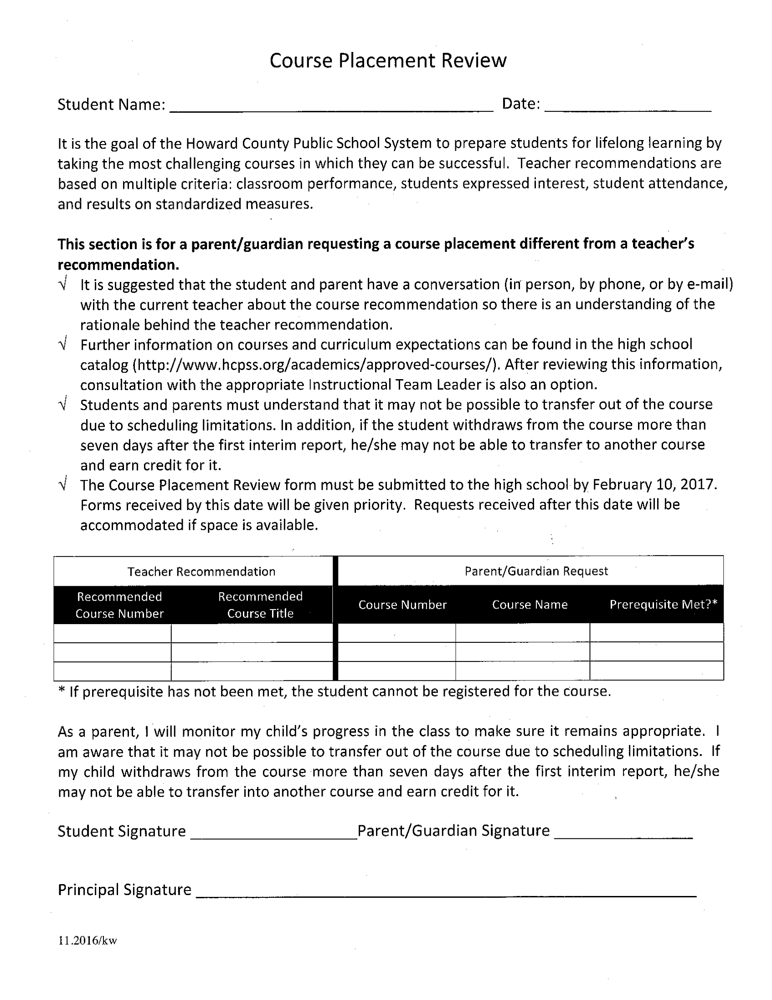 Course Placement Review
Student Name: ____________________ Date: __________
It is the goal of the Howard County Public School System to prepare students for lifelong learning by
taking the most challenging courses in which they can be successful.  Teacher recommendations are
based on multiple criteria: classroom performance, students expressed interest, student attendance,
and results on standardized measures.
This section is for a parent/guardian requesting a course placement different from a teacher's
recommendation.
√ It is suggested that the student and parent have a conversation (in person, by phone, or by e-mail)
with the current teacher about the course recommendation so there is an understanding of the
rationale behind the teacher recommendation.
√ Further information on courses and curriculum expectations can be found in the high school
catalog (http://www.hcpss.org/academics/approved-courses/). After reviewing this information,
consultation with the appropriate Instructional Team Leader is also an option.
√ Students and parents must understand that it may not be possible to transfer out of the course
due to scheduling limitations. In addition, if the student withdraws from the course more than
seven days after the first interim report, he/she may not be able to transfer to another course
and earn credit for it.
√ The Course Placement Review form must be submitted to the high school by February 10, 2017.
Forms received by this date will be given priority.  Requests received after this date will be
accommodated if space is available.
Teacher Recommendation Parent/Guardian Request
Recommended Course Number Recommended Course Title Course Number Course Name Prerequisite Met?*
* If prerequisite has not been met, the student cannot be registered for the course.
As a parent, I will monitor my child's progress in the class to make sure it remains appropriate.  I
am aware that it may not be possible to transfer out of the course due to scheduling limitations.  If
my child withdraws from the course more than seven days after the first interim report, he/she
may not be able to transfer into another course and earn credit for it.
Student Signature ____________________Parent/Guardian Signature ________________
Principal Signature ____________________
11.2016/kw